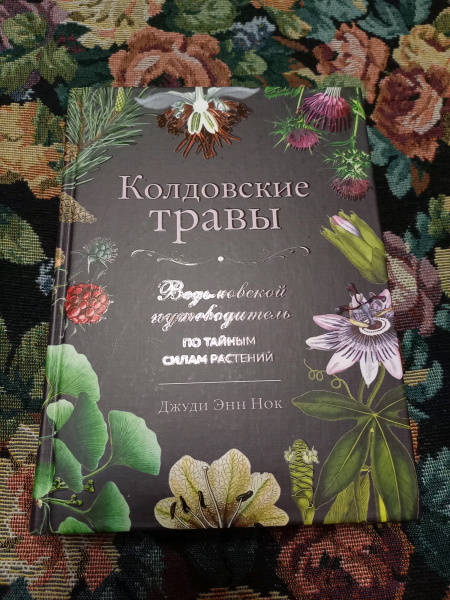 Колдовские
травы
Ведьмовской
путеводитель
по тайным
силам растений
Джуди Энн Нок